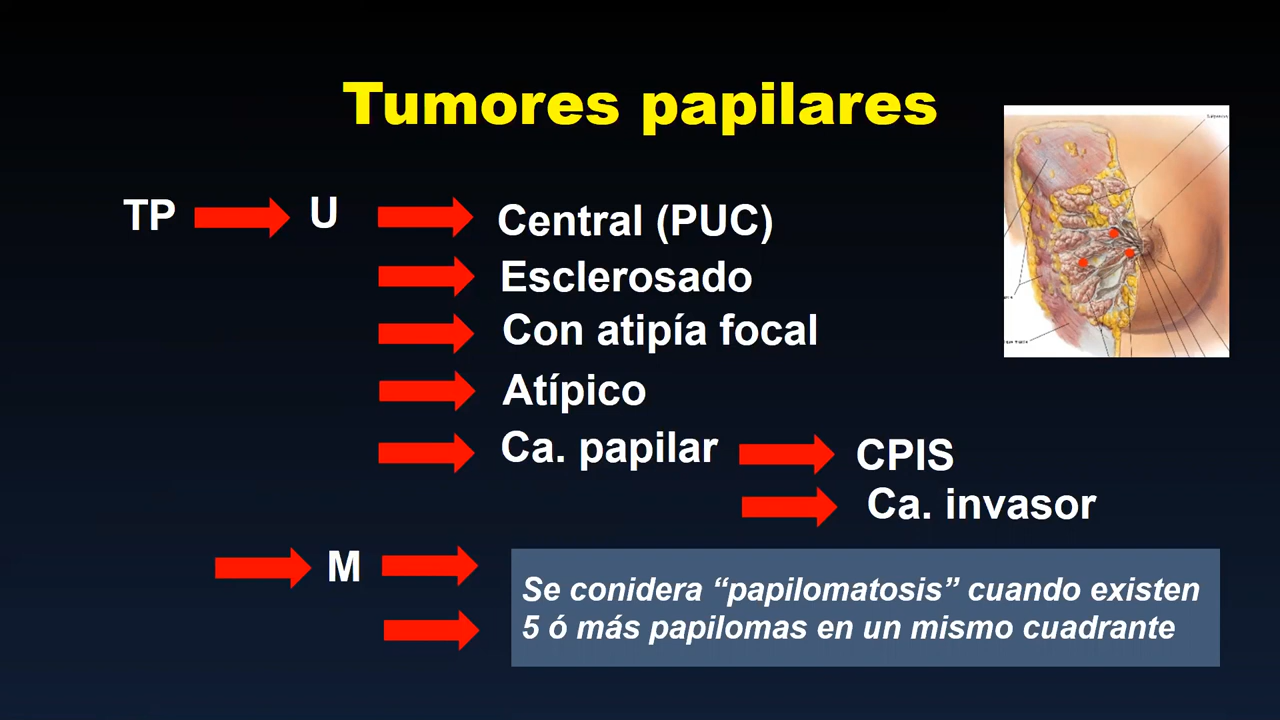 Tumores papilares
TP U Central (PUC)
Esclerosado
Con atipía focal
Atípico
Ca. papilar CPIS
Ca. invasor
M
Se conidera “papilomatosis” cuando existen
5 ó más papilomas en un mismo cuadrante